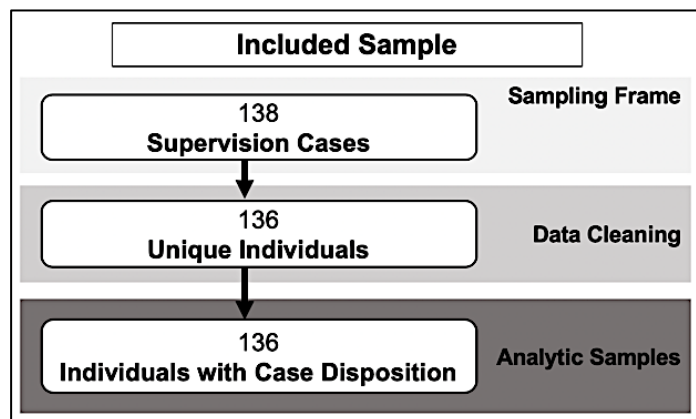 Included Sample
Sampling Frame
138
Supervision Cases
136
Unique Individuals
Data Cleaning
136
Individuals with Case Disposition
Analytic Samples